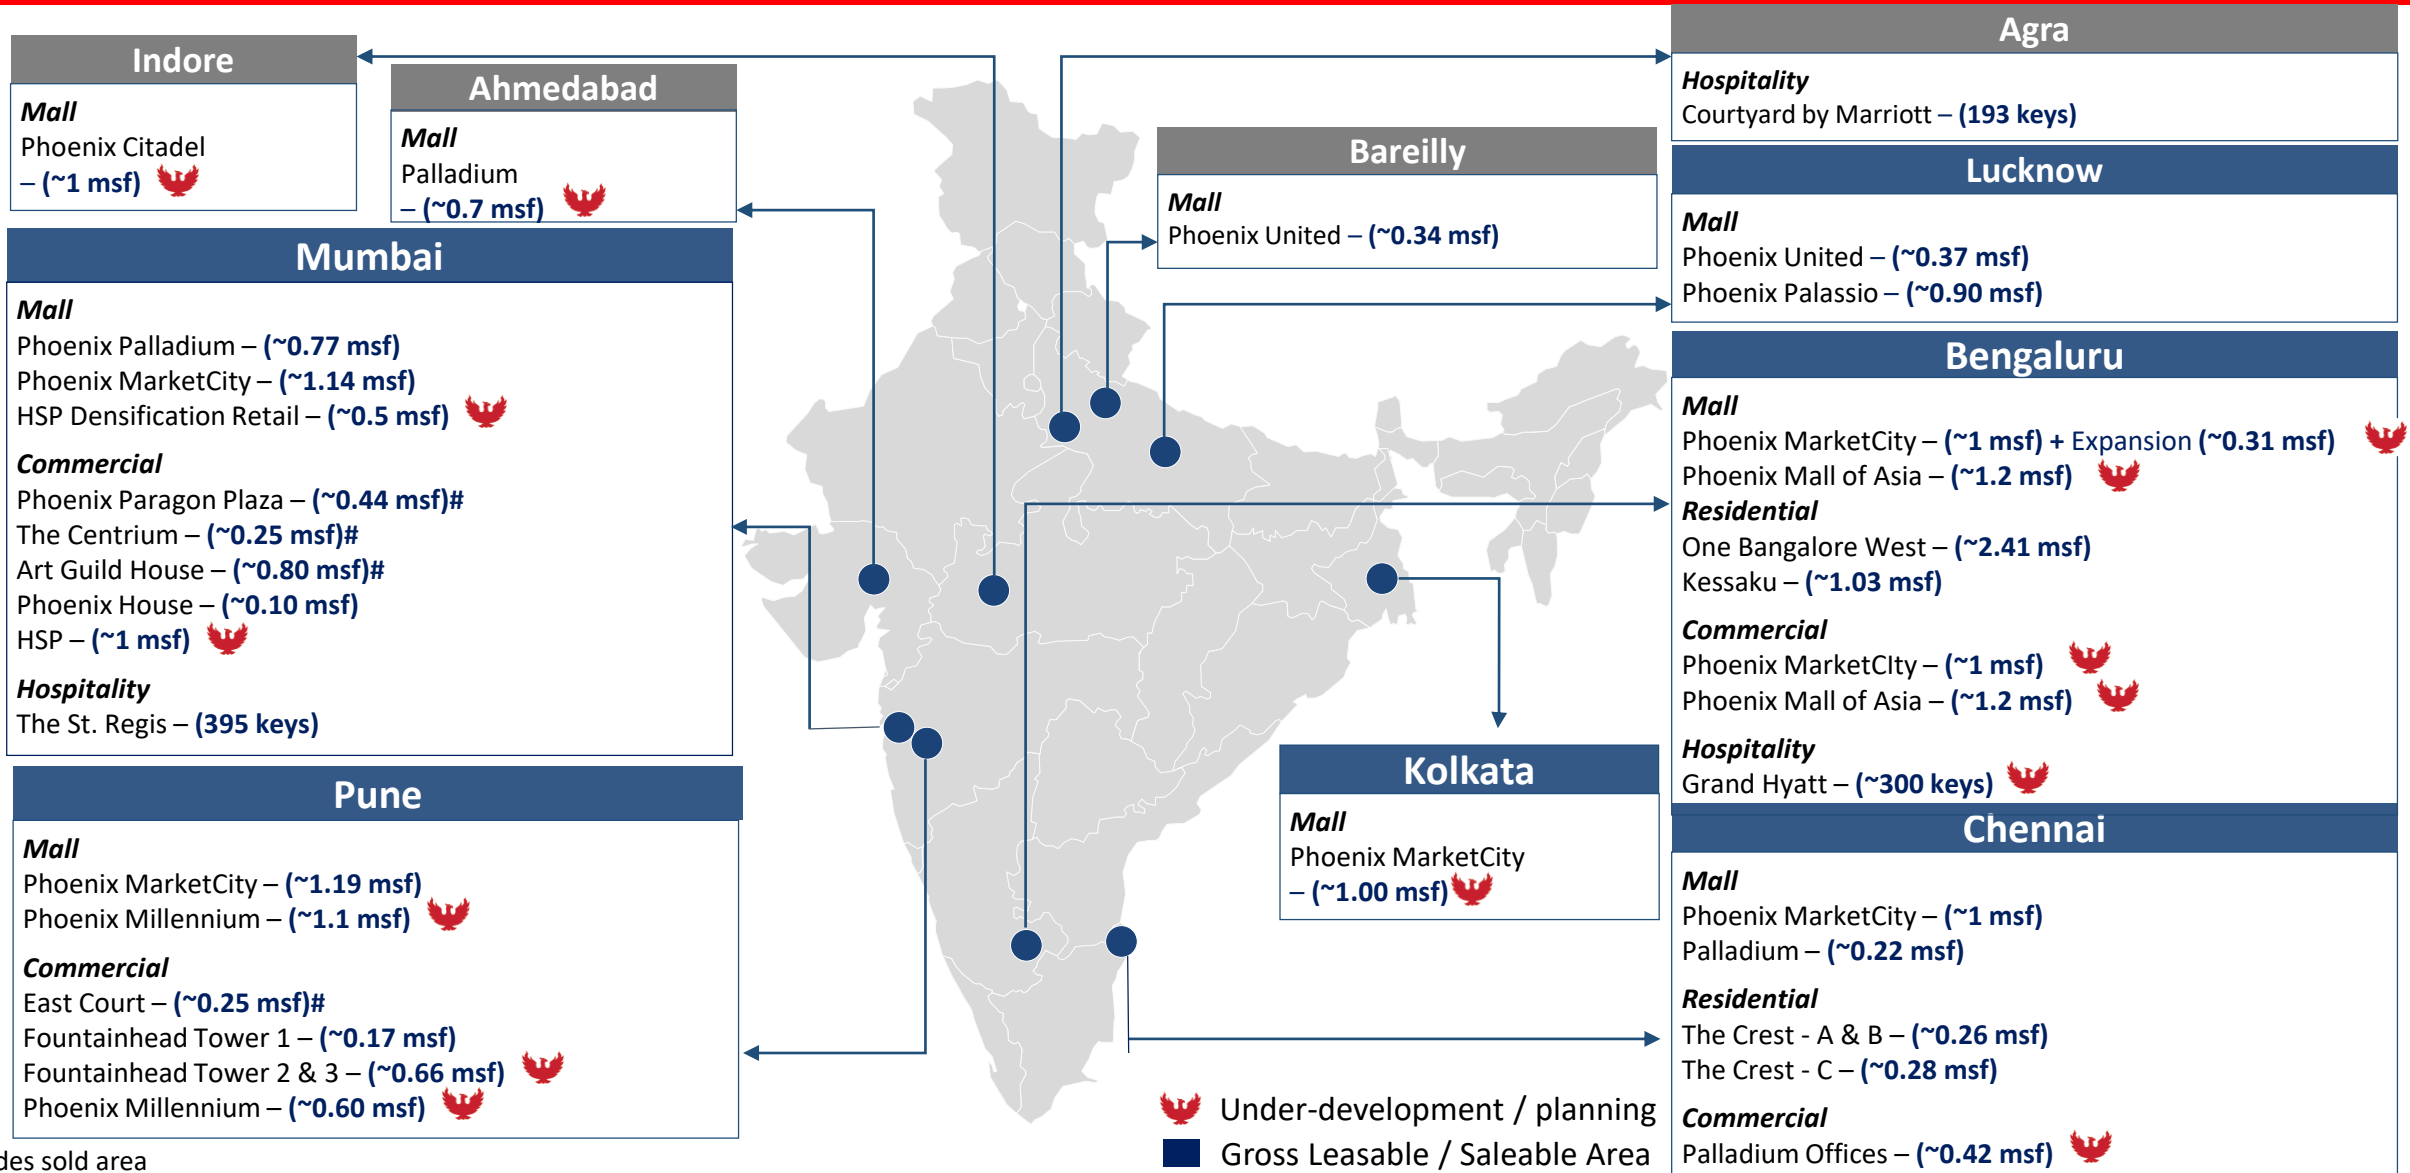 Indore
Mall
Phoenix Citadel
– (~1 msf)
Ahmedabad
Mall
Palladium
– (~0.7 msf)
Mumbai
Mall
Phoenix Palladium – (~0.77 msf)
Phoenix MarketCity – (~1.14 msf)
HSP Densification Retail – (~0.5 msf)
Commercial
Phoenix Paragon Plaza – (~0.44 msf)#
The Centrium – (~0.25 msf)#
Art Guild House – (~0.80 msf)#
Phoenix House – (~0.10 msf)
HSP – (~1 msf)
Hospitality
The St. Regis – (395 keys)
Pune
Mall
Phoenix MarketCity – (~1.19 msf)
Phoenix Millennium – (~1.1 msf)
Commercial
East Court – (~0.25 msf)#
Fountainhead Tower 1 – (~0.17 msf)
Fountainhead Tower 2 & 3 – (~0.66 msf)
Phoenix Millennium – (~0.60 msf)
des sold area
Bareilly
Mall
Phoenix United – (~0.34 msf)
Kolkata
Mall
Phoenix MarketCity
– (~1.00 msf)
Under-development / planning
Gross Leasable / Saleable Area
Agra
Hospitality
Courtyard by Marriott – (193 keys)
Lucknow
Mall
Phoenix United – (~0.37 msf)
Phoenix Palassio – (~0.90 msf)
Bengaluru
Mall
Phoenix MarketCity – (~1 msf) + Expansion (~0.31 msf)
Phoenix Mall of Asia – (~1.2 msf)
Residential
One Bangalore West – (~2.41 msf)
Kessaku – (~1.03 msf)
Commercial
Phoenix MarketCIty – (~1 msf)
Phoenix Mall of Asia – (~1.2 msf)
Hospitality
Grand Hyatt – (~300 keys)
Chennai
Mall
Phoenix MarketCity – (~1 msf)
Palladium – (~0.22 msf)
Residential
The Crest - A & B – (~0.26 msf)
The Crest - C – (~0.28 msf)
Commercial
Palladium Offices – (~0.42 msf)